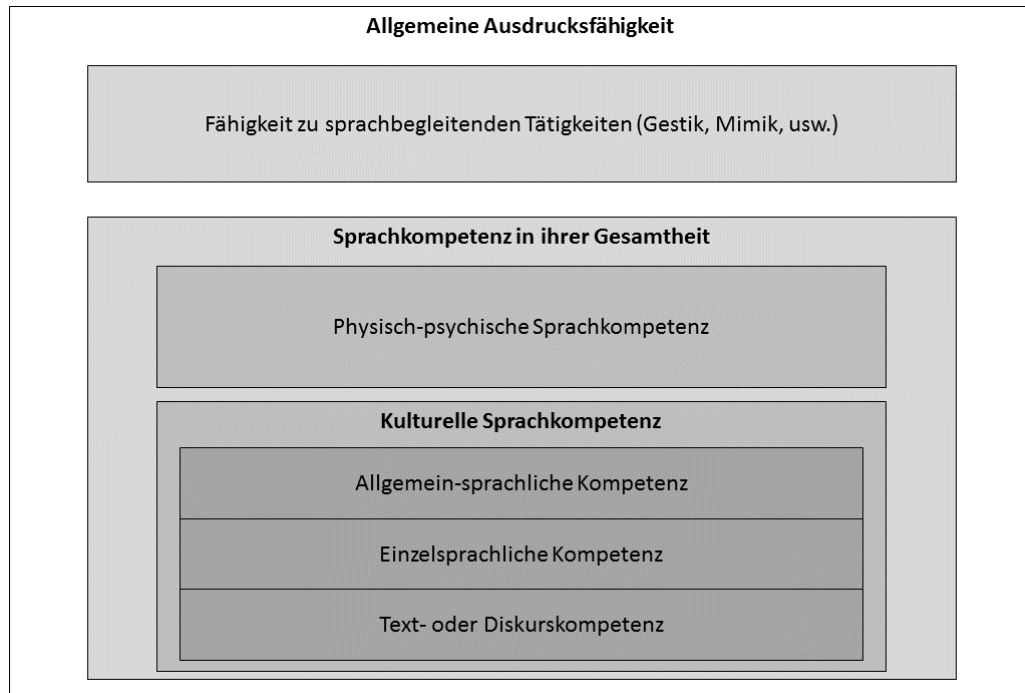 Allgemeine Ausdrucksfähigkeit
Fähigkeit zu sprachbegleitenden Tätigkeiten (Gestik, Mimik, usw.)
Sprachkompetenz in ihrer Gesamtheit
Physisch-psychische Sprachkompetenz
Kulturelle Sprachkompetenz
Allgemein-sprachliche Kompetenz
Einzelsprachliche Kompetenz
Text- oder Diskurskompetenz